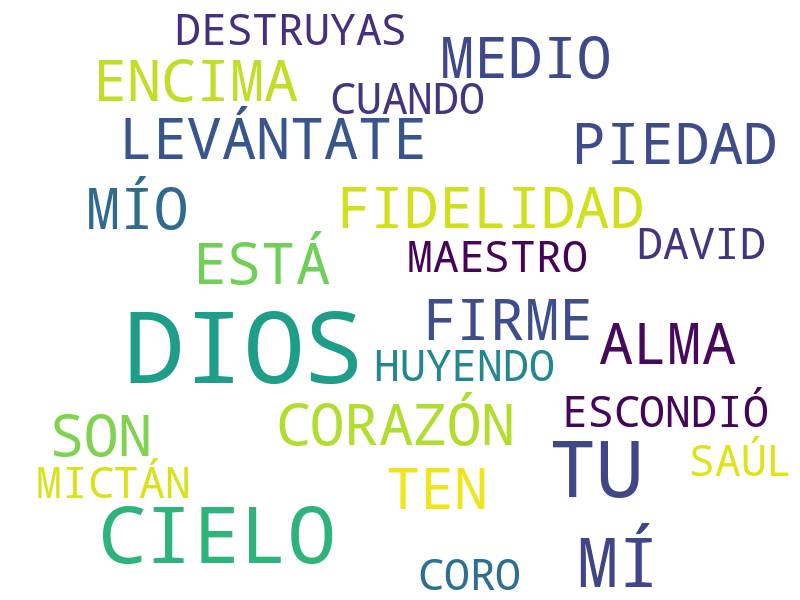 DESTRUYAS
MEDIO
ENCIMA
CUANDO
LEVÁNTATE
PIEDAD
MÍO
FIDELIDAD
DAVID
ESTÁ
MAESTRO
DIOS
FIRME
ALMA
HUYENDO
ESCONDIÓ
SON
CORAZÓN
TU
SAÚL
MICTÁN
TEN
CIELO
MÍ
CORO